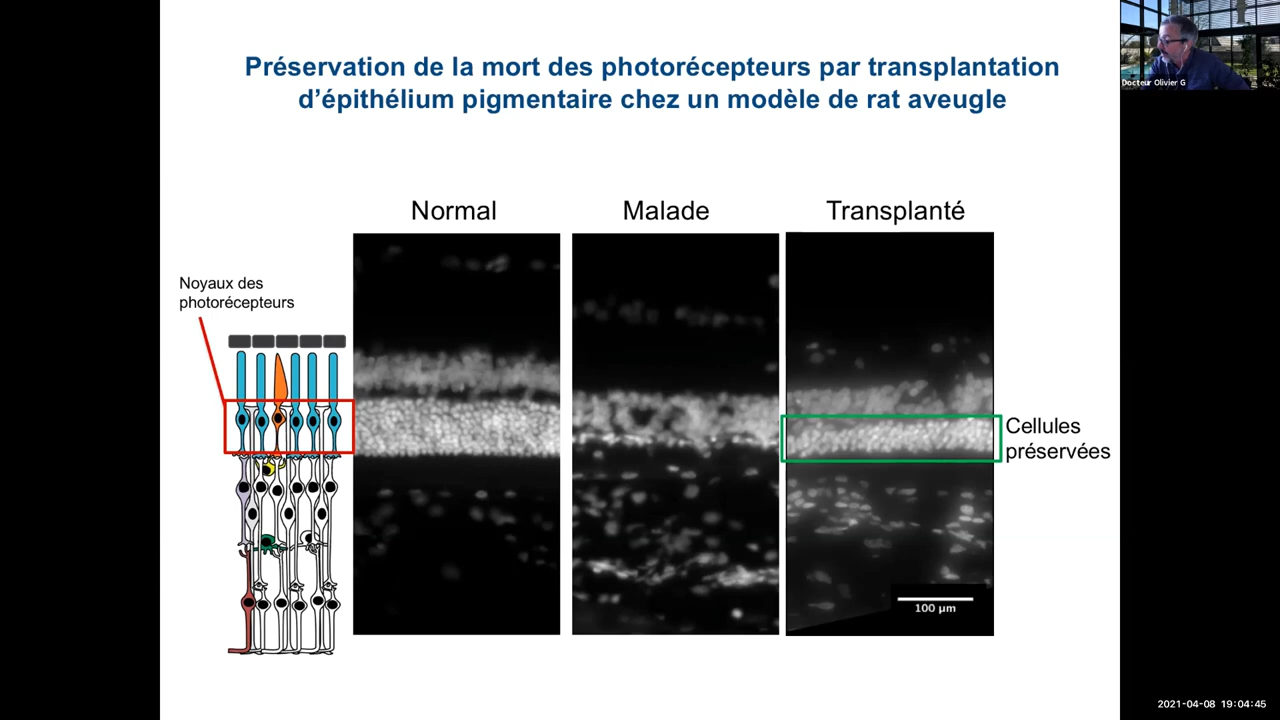 Préservation de la mort des photorécepteurs par transplantation
d'épithélium pigmentaire chez un modèle de rat aveugle
Docteur Olivier G
Normal
Malade
Transplanté
Noyaux des
photorécepteurs
Cellules
préservées
100 µm
2021-04-08 19:04:45